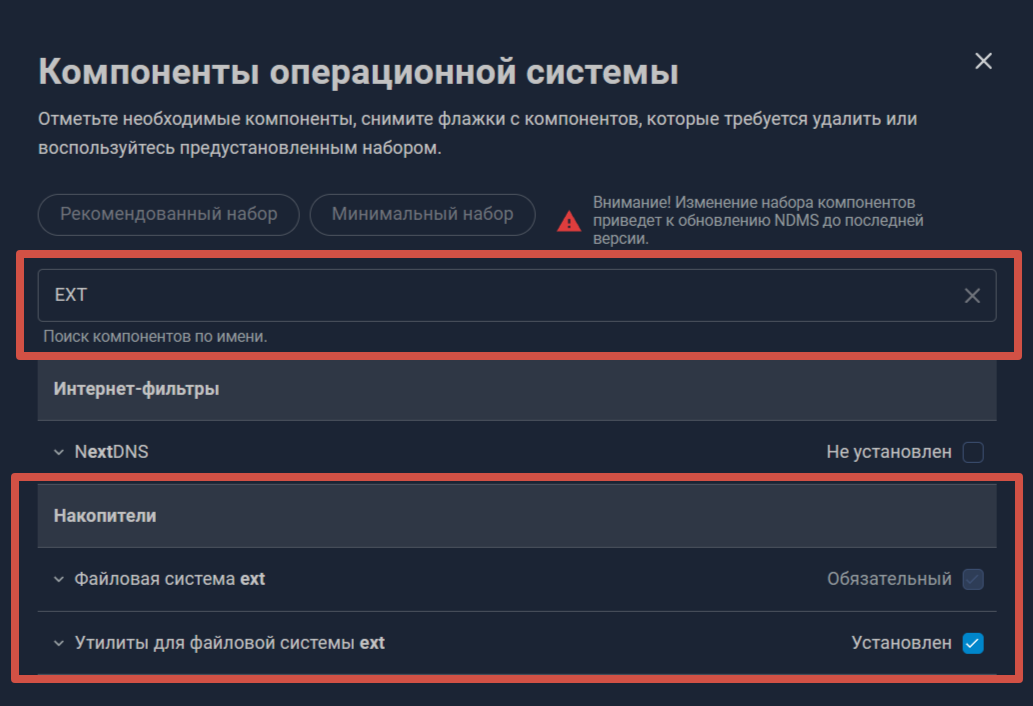 Компоненты операционной системы
Отметьте необходимые компоненты, снимите флажки с компонентов, которые требуется удалить или
воспользуйтесь предустановленным набором.
Рекомендованный набор
Минимальный набор
Внимание! Изменение набора компонентов
приведет к обновлению NDMS до последней
версии.
EXT
Поиск компонентов по имени.
Интернет-фильтры
NextDNS
Не установлен
Накопители
Файловая система ext
Обязательный
Утилиты для файловой системы ext
Установлен